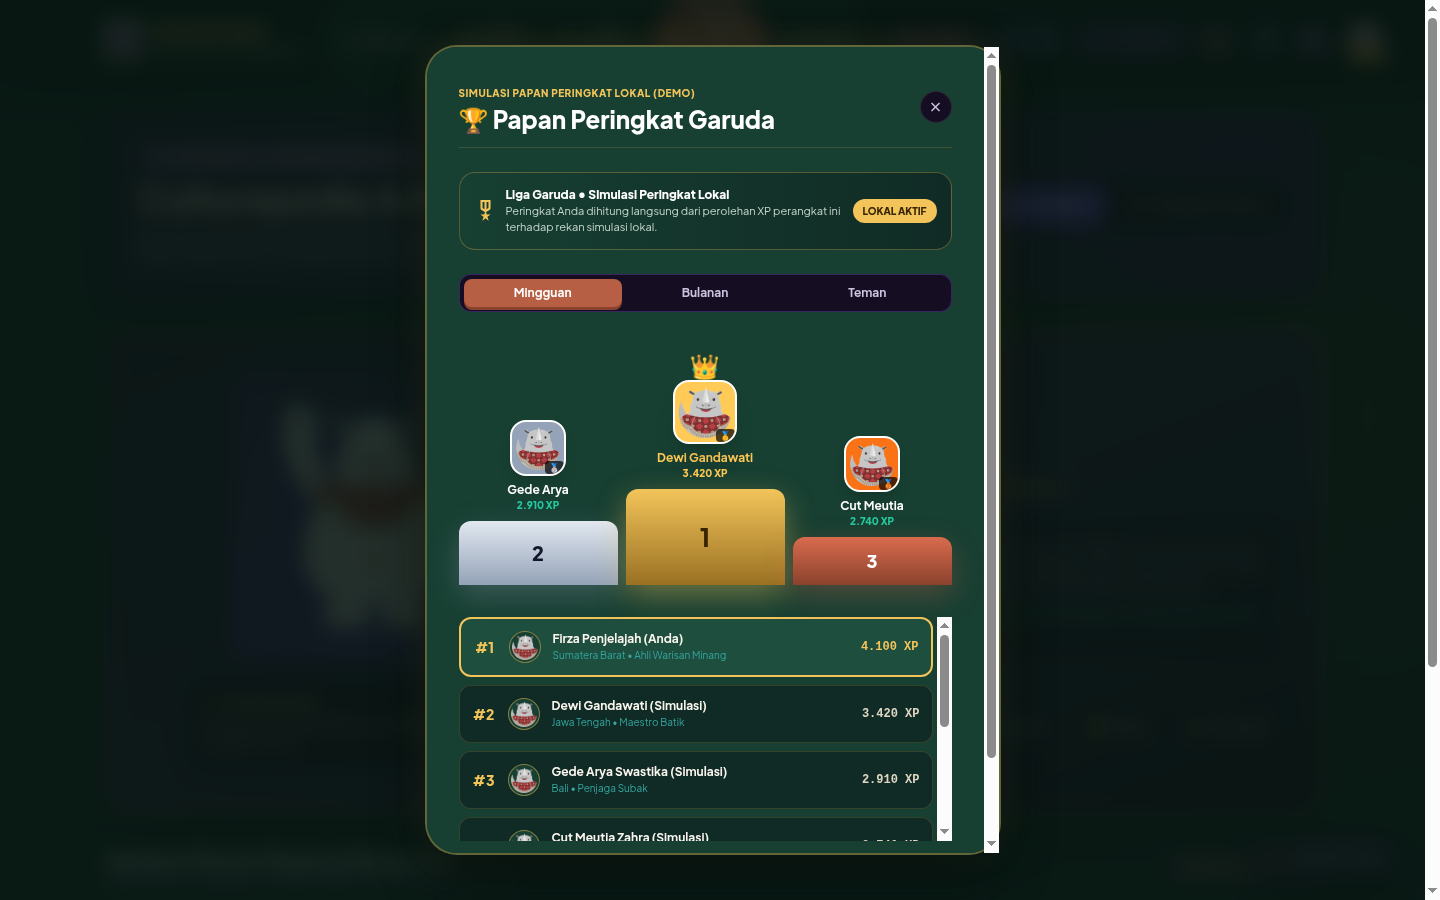 SIMULASI PAPAN PERINGKAT LOKAL (DEMO)
🏆 Papan Peringkat Garuda
Liga Garuda • Simulasi Peringkat Lokal
Peringkat Anda dihitung langsung dari perolehan XP perangkat ini
terhadap rekan simulasi lokal.
LOKAL AKTIF
Mingguan
Bulanan
Teman
Dewi Gandawati
3.420 XP
Gede Arya
2.910 XP
Cut Meutia
2.740 XP
2
1
3
#1
Firza Penjelajah (Anda)
Sumatera Barat • Ahli Warisan Minang
4.100 XP
#2
Dewi Gandawati (Simulasi)
Jawa Tengah • Maestro Batik
3.420 XP
#3
Gede Arya Swastika (Simulasi)
Bali • Penjaga Subak
2.910 XP
Cut Meutia Zahra (Simulasi)